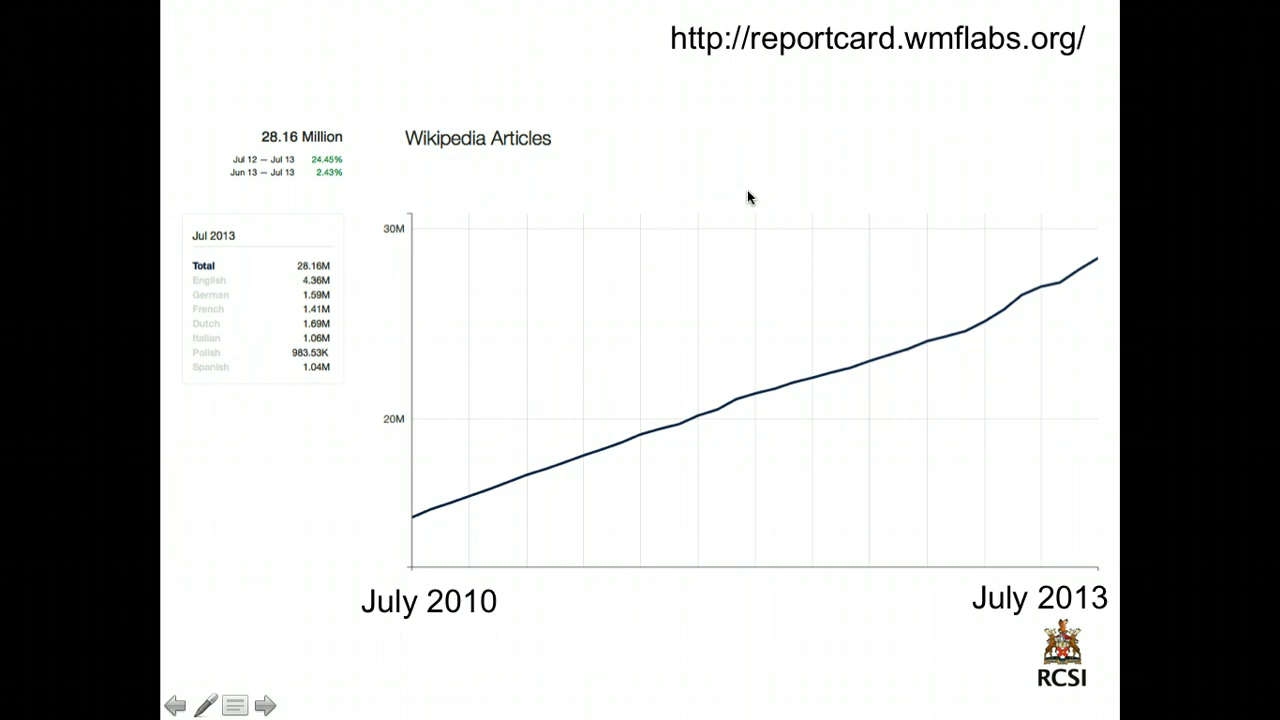 http://reportcard.wmflabs.org/
28.16 Million
Jul 12 — Jul 13 24.45%
Jun 13 — Jul 13 2.43%
Wikipedia Articles
Jul 2013
Total 28.16M
English 4.36M
German 1.59M
French 1.41M
Dutch 1.69M
Italian 1.06M
Polish 983.53K
Spanish 1.04M
30M
20M
July 2010
July 2013
RCSI